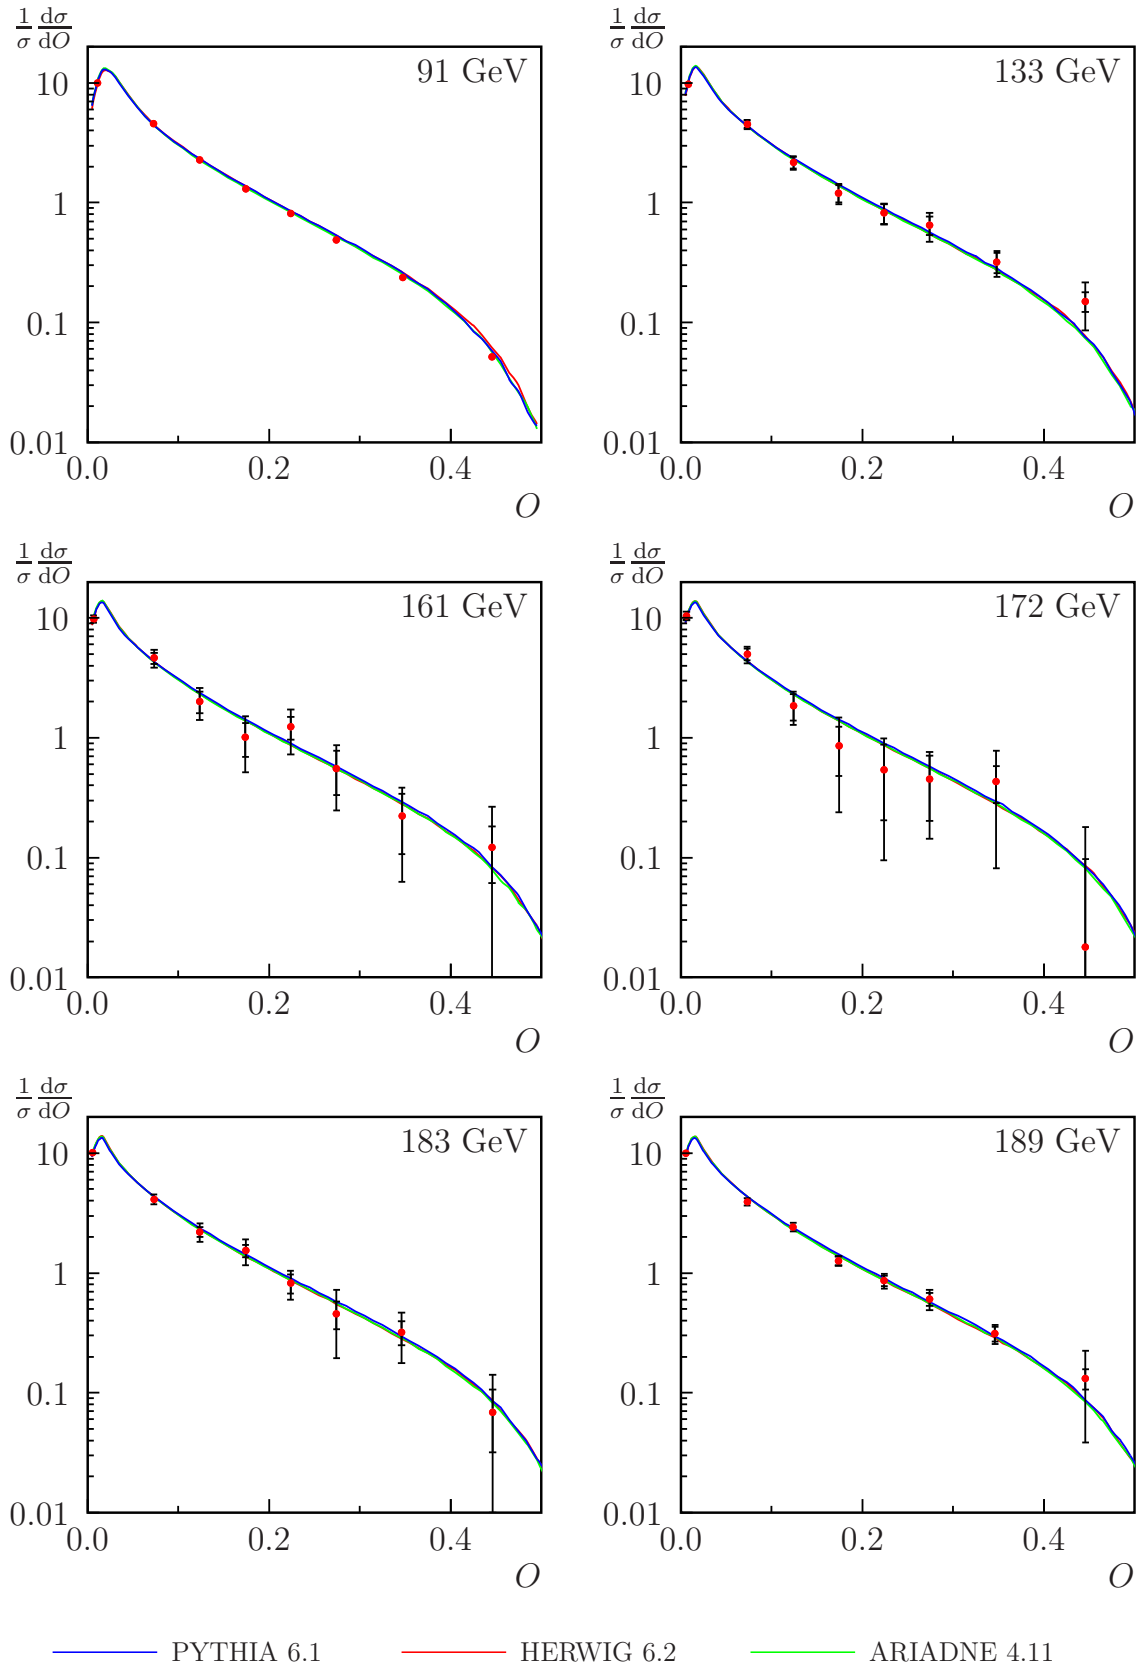 1/σ dσ/dO
91 GeV
10
1
0.1
0.01
0.0 0.2 0.4
O
1/σ dσ/dO
133 GeV
10
1
0.1
0.01
0.0 0.2 0.4
O
1/σ dσ/dO
161 GeV
10
1
0.1
0.01
0.0 0.2 0.4
O
1/σ dσ/dO
172 GeV
10
1
0.1
0.01
0.0 0.2 0.4
O
1/σ dσ/dO
183 GeV
10
1
0.1
0.01
0.0 0.2 0.4
O
1/σ dσ/dO
189 GeV
10
1
0.1
0.01
0.0 0.2 0.4
O
PYTHIA 6.1 HERWIG 6.2 ARIADNE 4.11